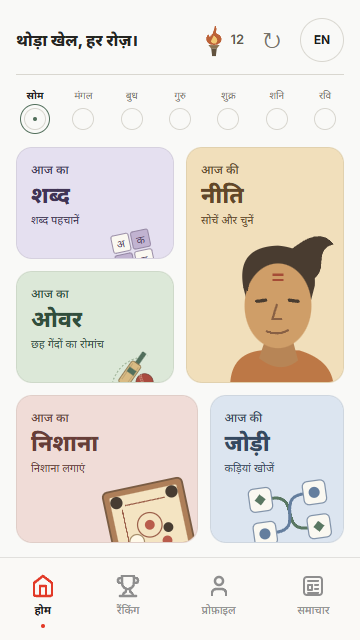 थोड़ा खेल, हर रोज़।
12
EN
सोम मंगल बुध गुरु शुक्र शनि रवि
आज का
शब्द
शब्द पहचानें
अ क
आज की
नीति
सोचें और चुनें
आज का
ओवर
छह गेंदों का रोमांच
आज का
निशाना
निशाना लगाएं
आज की
जोड़ी
कड़ियां खोजें
होम रैंकिंग प्रोफ़ाइल समाचार